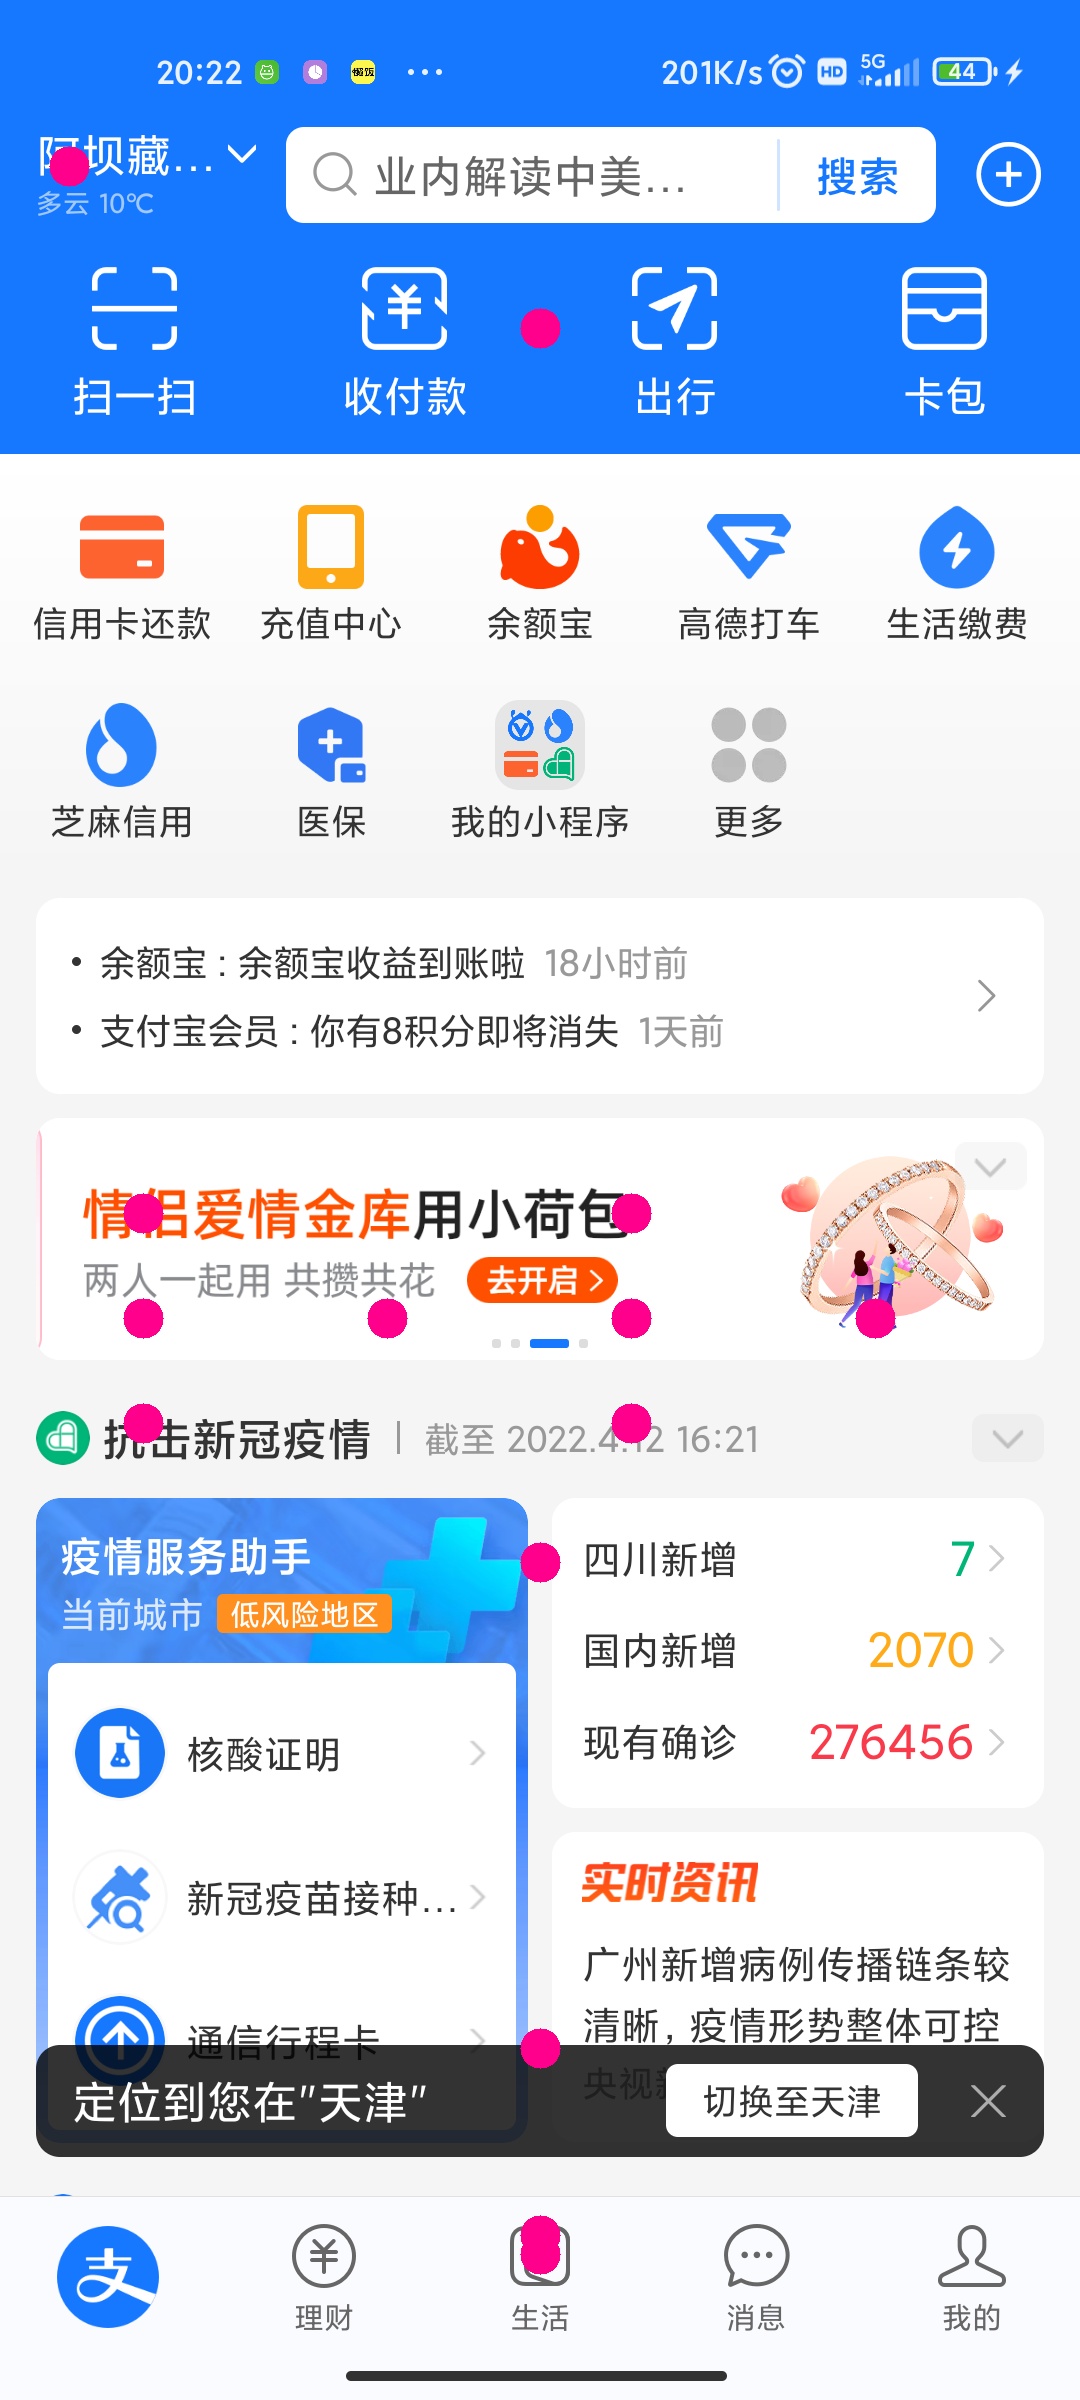 20:22 懒饭 ... 201K/s HD 5G 44
阿坝藏... 业内解读中美... 搜索
多云 10℃
扫一扫 收付款 出行 卡包
信用卡还款 充值中心 余额宝 高德打车 生活缴费
芝麻信用 医保 我的小程序 更多
• 余额宝：余额宝收益到账啦 18小时前
• 支付宝会员：你有8积分即将消失 1天前
情侣爱情金库用小荷包
两人一起用 共攒共花 去开启
抗击新冠疫情 | 截至 2022.4.12 16:21
疫情服务助手
当前城市 低风险地区
核酸证明
新冠疫苗接种...
通信行程卡
四川新增 7
国内新增 2070
现有确诊 276456
实时资讯
广州新增病例传播链条较
清晰，疫情形势整体可控
央视
定位到您在"天津" 切换至天津
支 理财 生活 消息 我的